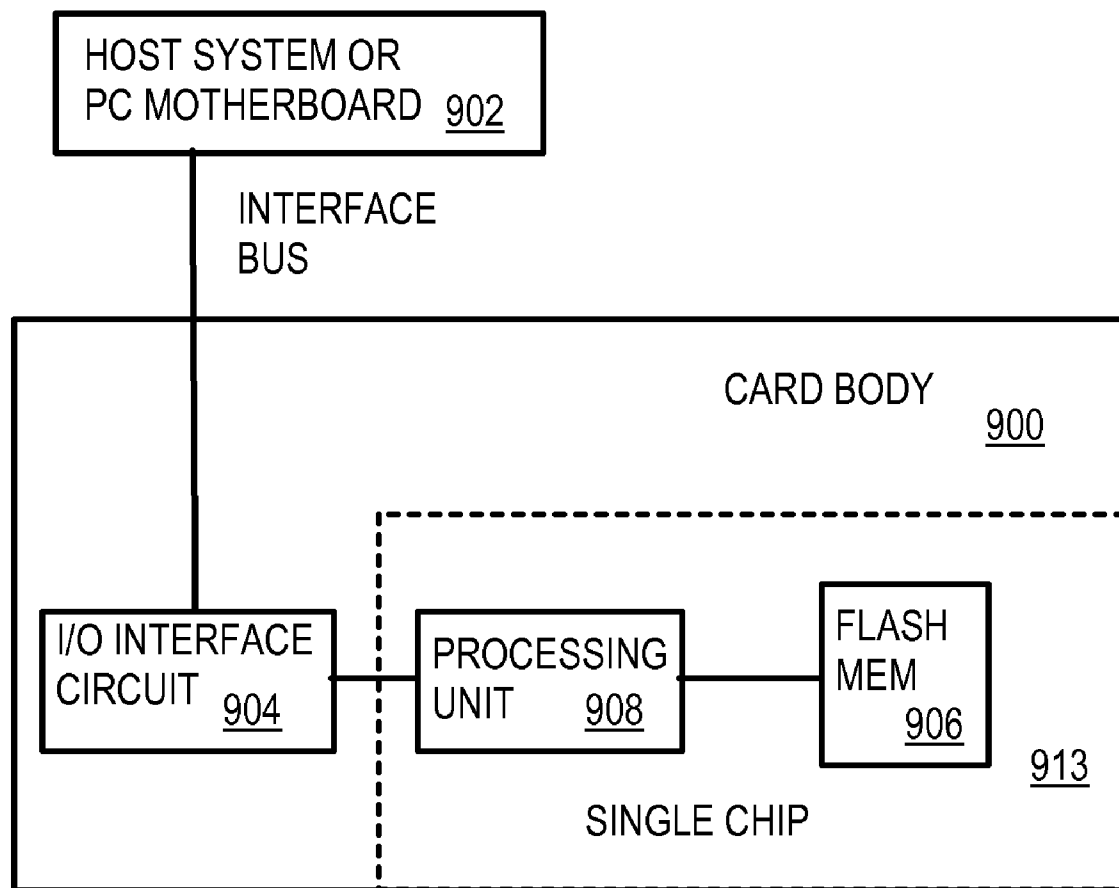 HOST SYSTEM OR
PC MOTHERBOARD 902
INTERFACE
BUS
CARD BODY
900
I/O INTERFACE
CIRCUIT 904
PROCESSING
UNIT 908
FLASH
MEM
906
913
SINGLE CHIP